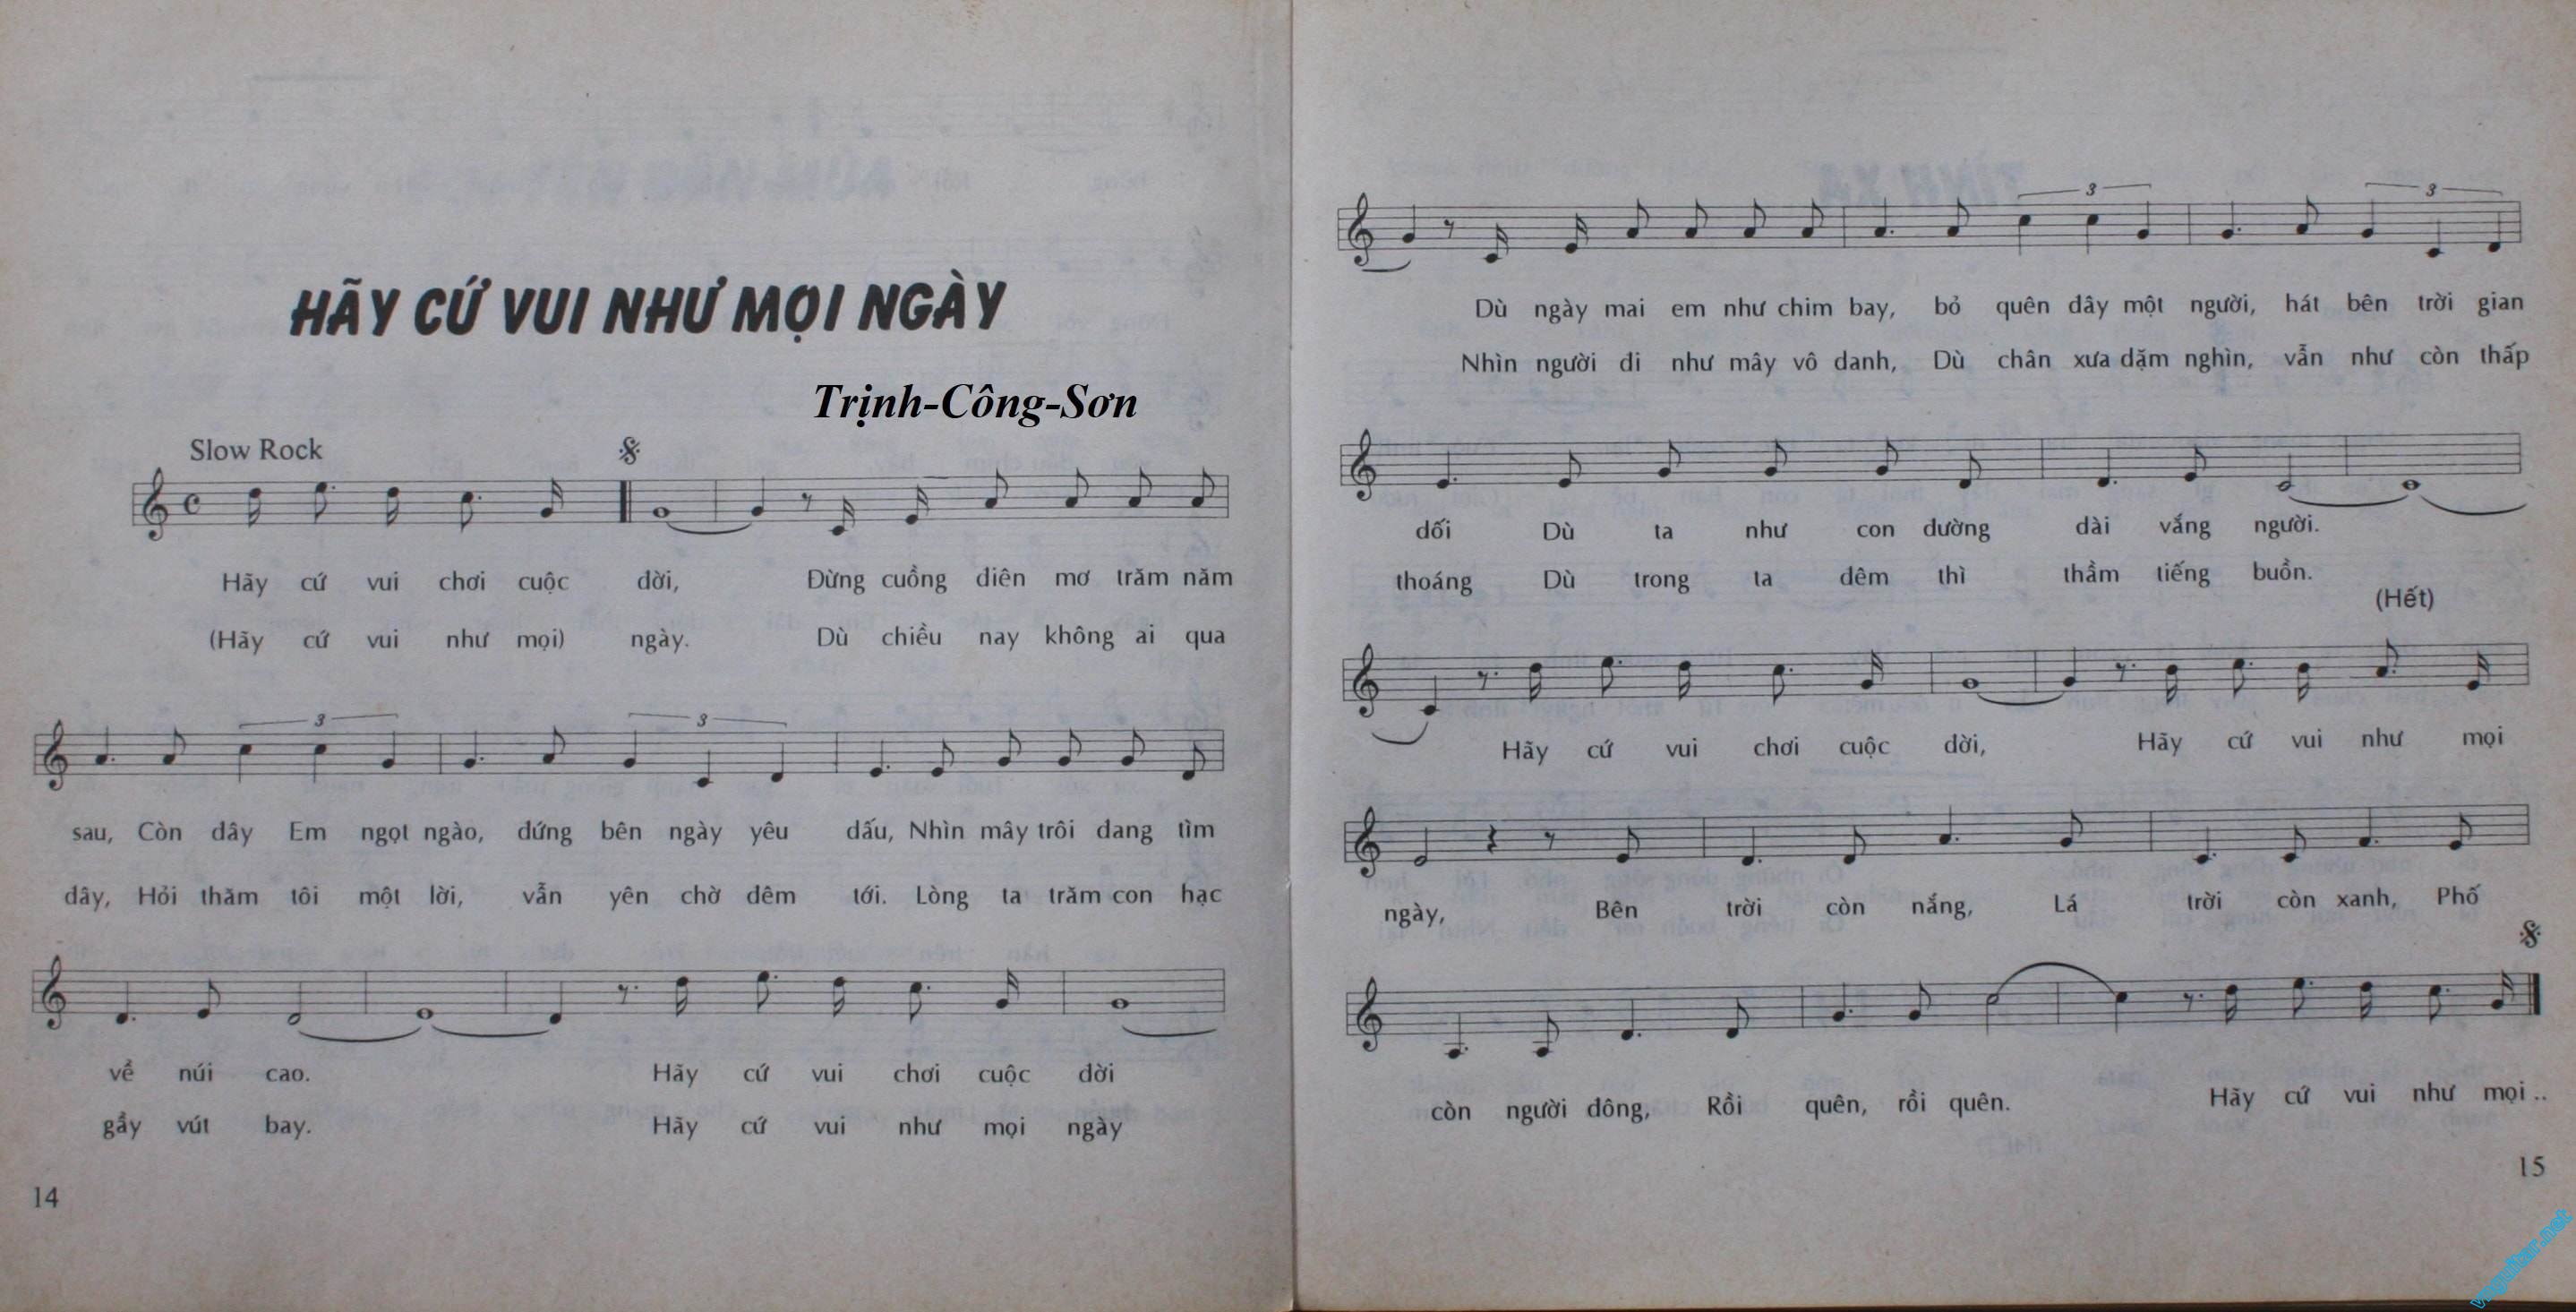 HÃY CỨ VUI NHƯ MỌI NGÀY
Trịnh-Công-Sơn
Slow Rock
Hãy cứ vui chơi cuộc đời, Đừng cuồng điên mơ trăm năm
(Hãy cứ vui như mọi) ngày. Dù chiều nay không ai qua
3 3
sau, Còn đây Em ngọt ngào, đứng bên ngày yêu dấu, Nhìn mây trôi đang tìm
đây, Hỏi thăm tôi một lời, vẫn yên chờ đêm tới. Lòng ta trăm con hạc
về núi cao. Hãy cứ vui chơi cuộc đời
gầy vút bay. Hãy cứ vui như mọi ngày
14
3 3
Dù ngày mai em như chim bay, bỏ quên đây một người, hát bên trời gian
Nhìn người đi như mây vô danh, Dù chân xưa dặm nghìn, vẫn như còn thấp
dối Dù ta như con đường dài vắng người.
thoáng Dù trong ta đêm thì thầm tiếng buồn.
(Hết)
Hãy cứ vui chơi cuộc đời, Hãy cứ vui như mọi
ngày, Bên trời còn nắng, Lá trời còn xanh, Phố
còn người đông, Rồi quên, rồi quên. Hãy cứ vui như mọi ..
15
vnguitar.net